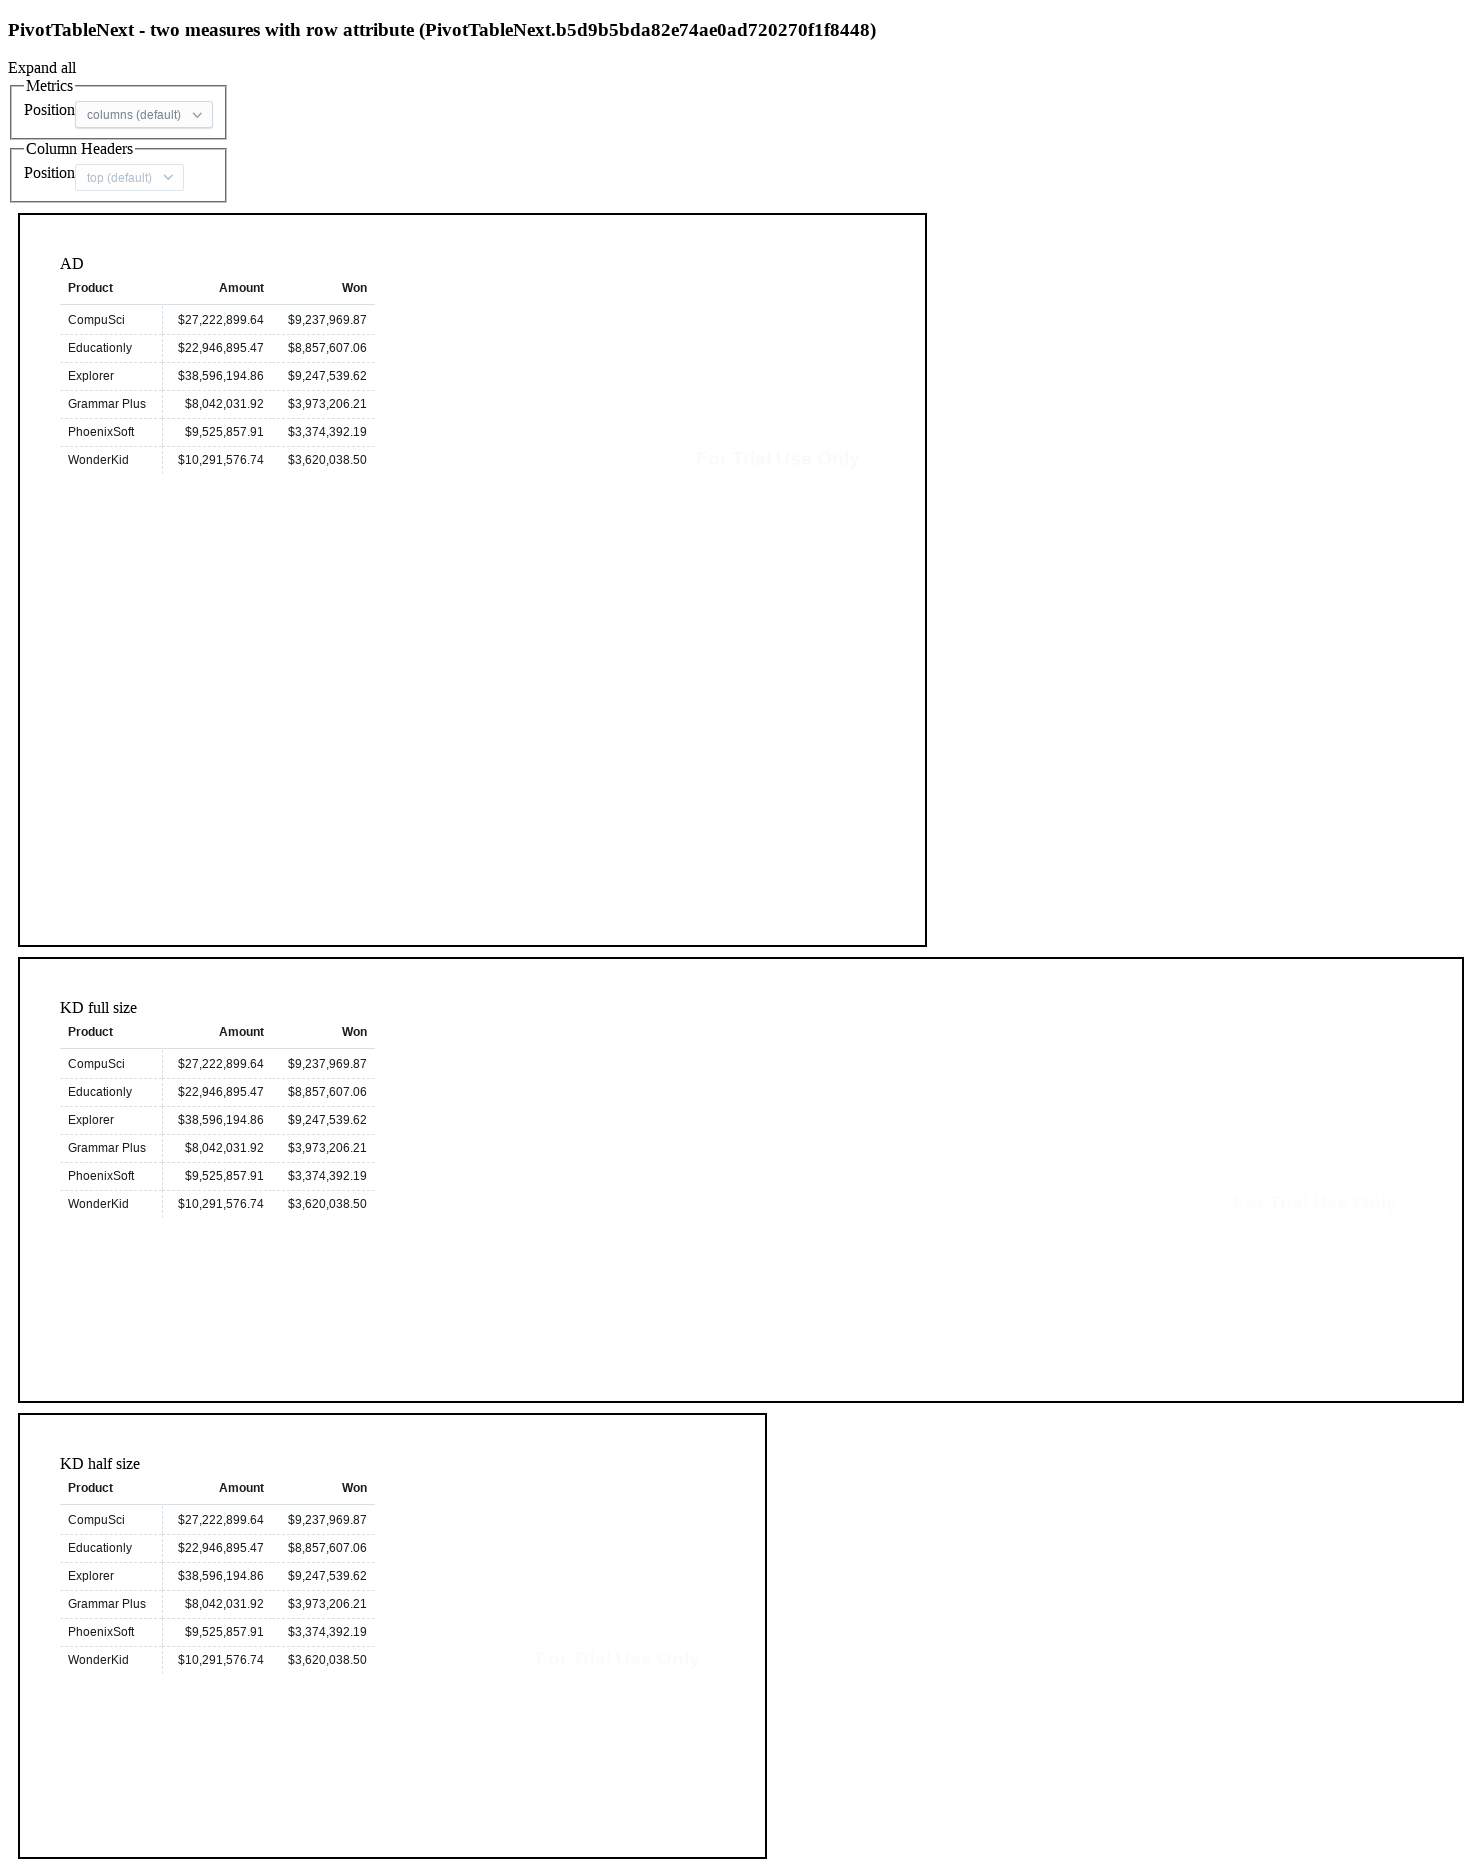 PivotTableNext - two measures with row attribute (PivotTableNext.b5d9b5bda82e74ae0ad720270f1f8448)
Expand all
Metrics
Position columns (default)
Column Headers
Position top (default)
AD
Product Amount Won
CompuSci $27,222,899.64 $9,237,969.87
Educationly $22,946,895.47 $8,857,607.06
Explorer $38,596,194.86 $9,247,539.62
Grammar Plus $8,042,031.92 $3,973,206.21
PhoenixSoft $9,525,857.91 $3,374,392.19
WonderKid $10,291,576.74 $3,620,038.50
For Trial Use Only
KD full size
Product Amount Won
CompuSci $27,222,899.64 $9,237,969.87
Educationly $22,946,895.47 $8,857,607.06
Explorer $38,596,194.86 $9,247,539.62
Grammar Plus $8,042,031.92 $3,973,206.21
PhoenixSoft $9,525,857.91 $3,374,392.19
WonderKid $10,291,576.74 $3,620,038.50
For Trial Use Only
KD half size
Product Amount Won
CompuSci $27,222,899.64 $9,237,969.87
Educationly $22,946,895.47 $8,857,607.06
Explorer $38,596,194.86 $9,247,539.62
Grammar Plus $8,042,031.92 $3,973,206.21
PhoenixSoft $9,525,857.91 $3,374,392.19
WonderKid $10,291,576.74 $3,620,038.50
For Trial Use Only